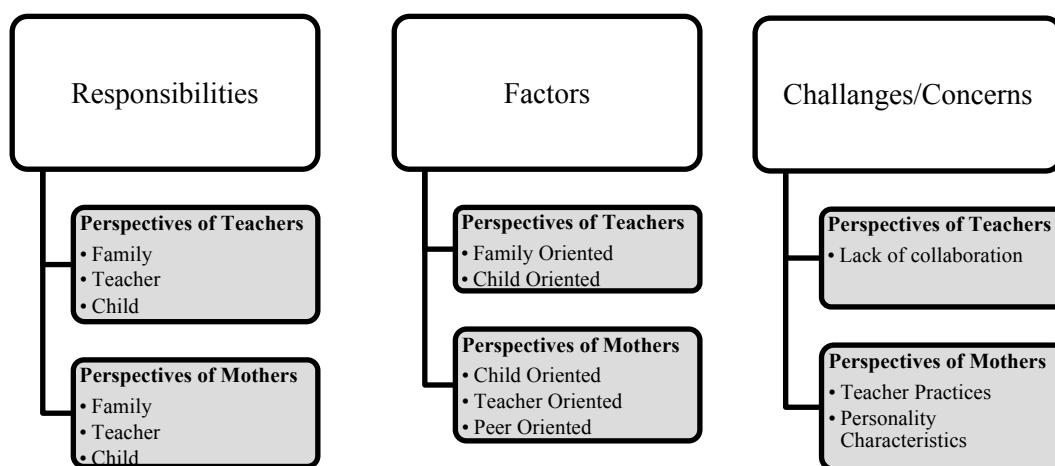 Responsibilities
Perspectives of Teachers
• Family
• Teacher
• Child
Perspectives of Mothers
• Family
• Teacher
• Child
Factors
Perspectives of Teachers
• Family Oriented
• Child Oriented
Perspectives of Mothers
• Child Oriented
• Teacher Oriented
• Peer Oriented
Challanges/Concerns
Perspectives of Teachers
• Lack of collaboration
Perspectives of Mothers
• Teacher Practices
• Personality
Characteristics